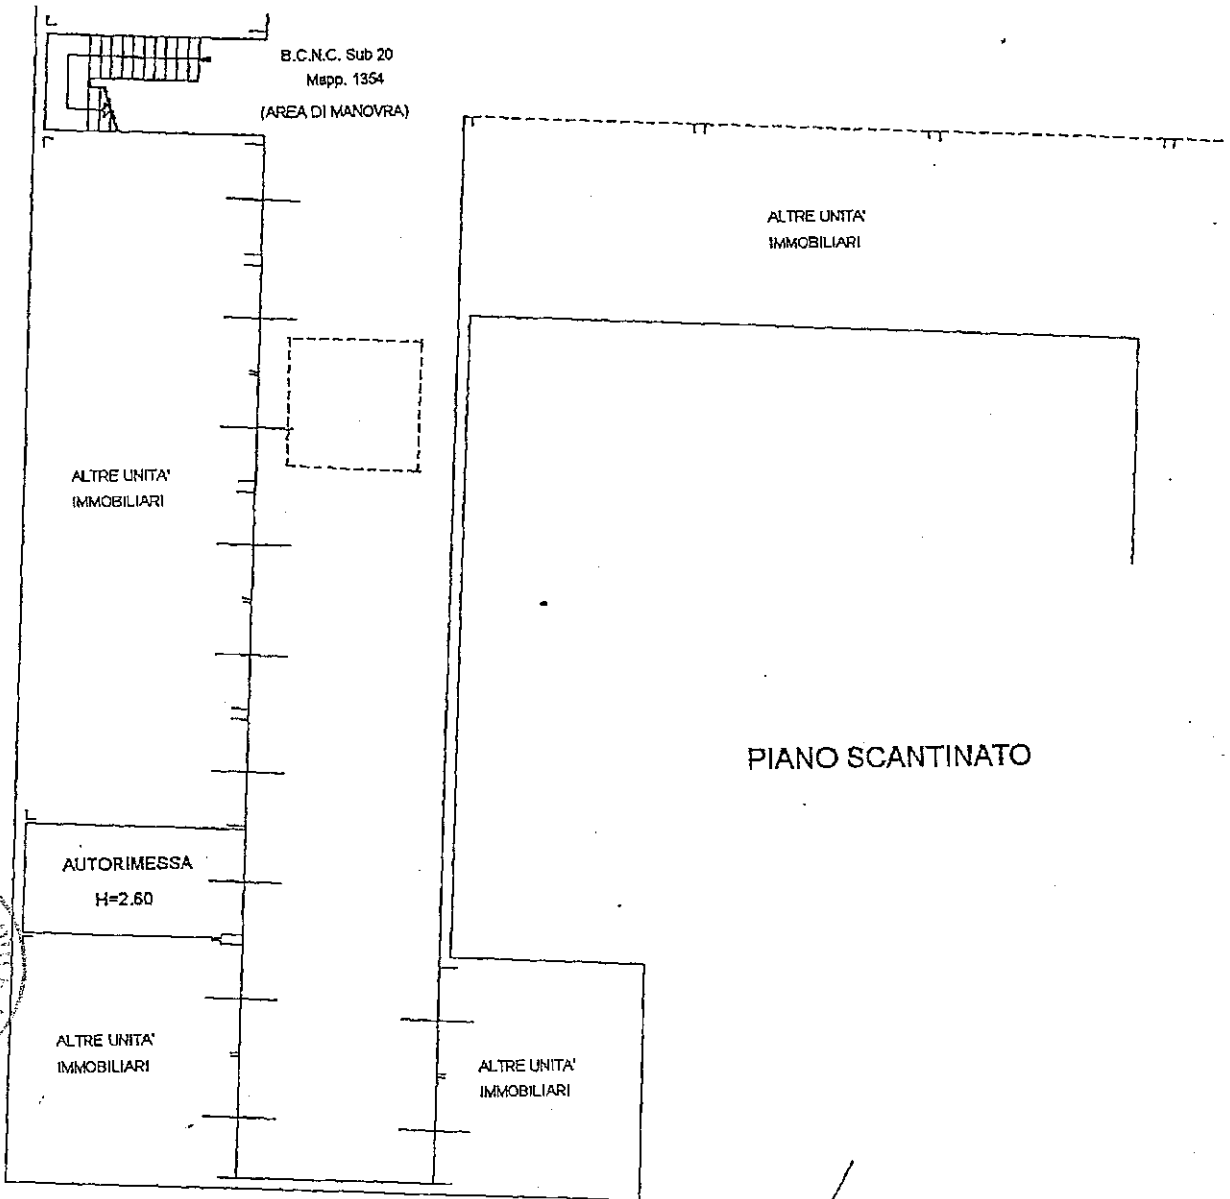 B.C.N.C. Sub 20
Mapp. 1354
(AREA DI MANOVRA)
ALTRE UNITA'
IMMOBILIARI
ALTRE UNITA'
IMMOBILIARI
PIANO SCANTINATO
AUTORIMESSA
H=2.60
ALTRE UNITA'
IMMOBILIARI
ALTRE UNITA'
IMMOBILIARI